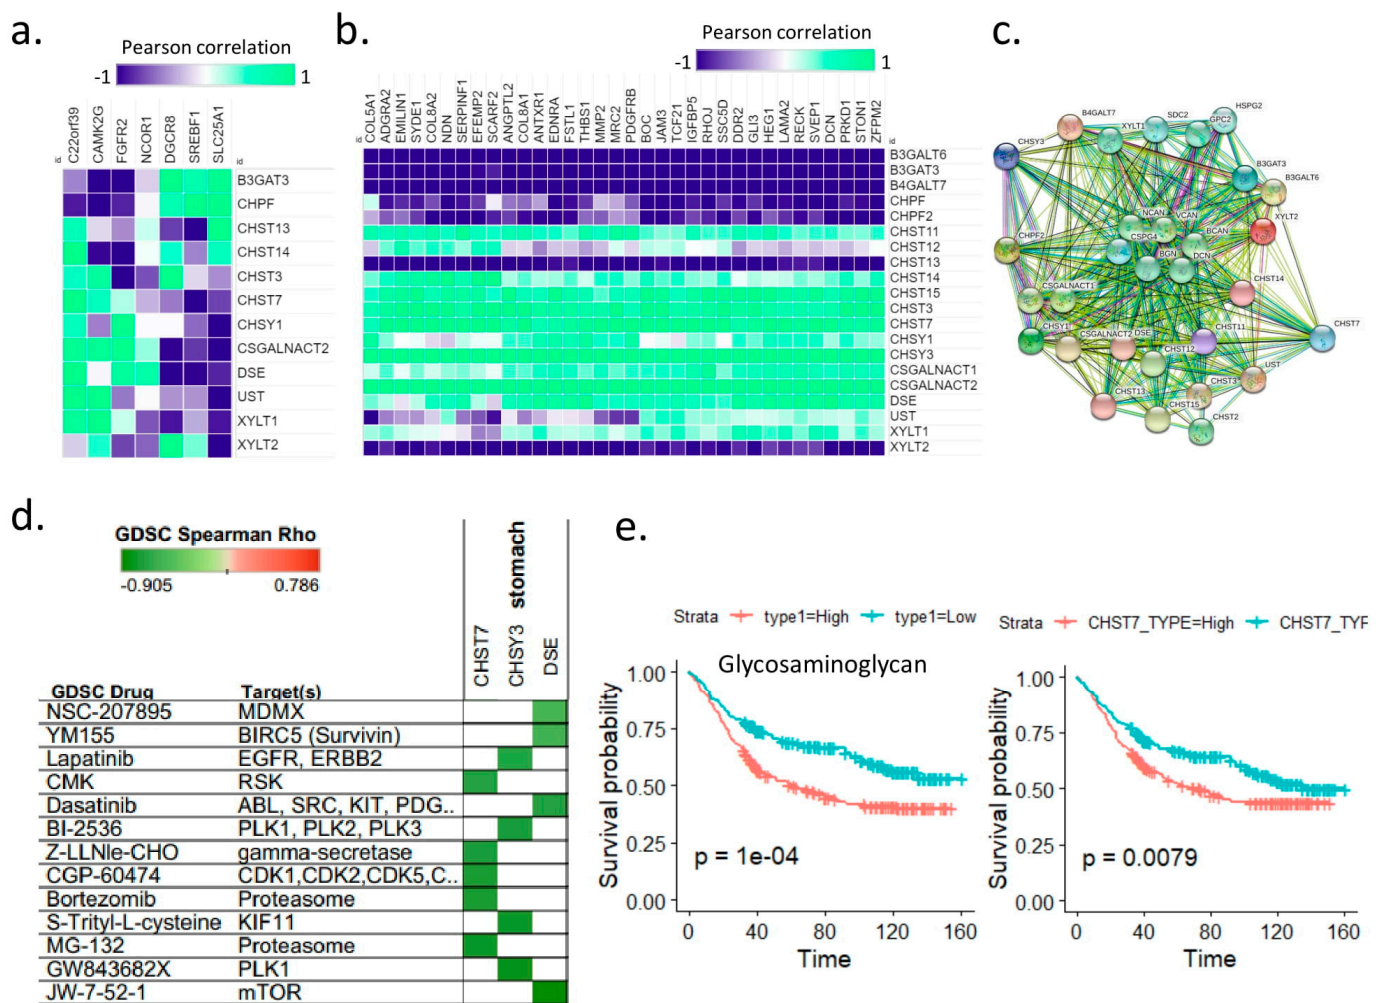 a.
Pearson correlation
-1
1
C22orf39
CAMK2G
FGFR2
NCOR1
DGCR8
SREBF1
SLC25A1
id
id
B3GAT3
CHPF
CHST13
CHST14
CHST3
CHST7
CHSY1
CSGALNACT2
DSE
UST
XYLT1
XYLT2
b.
Pearson correlation
-1
1
COL5A1
ADGRA2
EMILIN1
SYDE1
COL8A2
NDN
SERPINF1
EFEMP2
SCARF2
ANGPTL2
COL8A1
ANTXR1
EDNRA
FSTL1
THBS1
MMP2
MRC2
PDGFRB
BOC
JAM3
TCF21
IGFBP5
RHOJ
SSC5D
DDR2
GLI3
HEG1
LAMA2
RECK
SVEP1
DCN
PRKD1
STON1
ZFPM2
id
id
B3GALT6
B3GAT3
B4GALT7
CHPF
CHPF2
CHST11
CHST12
CHST13
CHST14
CHST15
CHST3
CHST7
CHSY1
CHSY3
CSGALNACT1
CSGALNACT2
DSE
UST
XYLT1
XYLT2
c.
HSPG2
B4GALT7
SDC2
XYLT1
GPC2
CHSY3
B3GAT3
B3GALT6
NCAN
VCAN
XYLT2
BCAN
CHPF2
CSPG4
BGN
DCN
CHST14
CSGALNACT1
CHST7
CHSY1
CSGALNACT2
DSE
CHST11
CHST12
UST
CHST3
CHST13
CHST15
CHST2
d.
GDSC Spearman Rho
-0.905
0.786
stomach
CHST7
CHSY3
DSE
GDSC Drug Target(s)
NSC-207895 MDMX
YM155 BIRC5 (Survivin)
Lapatinib EGFR, ERBB2
CMK RSK
Dasatinib ABL, SRC, KIT, PDG..
BI-2536 PLK1, PLK2, PLK3
Z-LLNle-CHO gamma-secretase
CGP-60474 CDK1,CDK2,CDK5,C..
Bortezomib Proteasome
S-Trityl-L-cysteine KIF11
MG-132 Proteasome
GW843682X PLK1
JW-7-52-1 mTOR
e.
Strata type1=High type1=Low
Glycosaminoglycan
Survival probability
1.00
0.75
0.50
0.25
0.00
p = 1e-04
0 40 80 120 160
Time
Strata CHST7_TYPE=High CHST7_TYF
Survival probability
1.00
0.75
0.50
0.25
0.00
p = 0.0079
0 40 80 120 160
Time